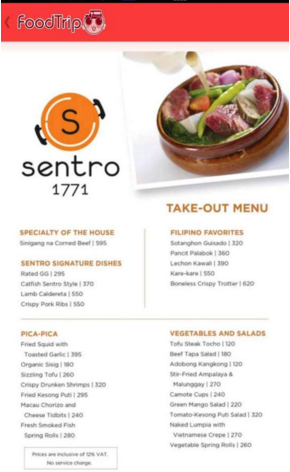 FoodTrip
S
sentro
1771
TAKE-OUT MENU
SPECIALTY OF THE HOUSE
Sinigang na Corned Beef | 595
SENTRO SIGNATURE DISHES
Rated GG | 295
Catfish Sentro Style | 370
Lamb Caldereta | 550
Crispy Pork Ribs | 550
FILIPINO FAVORITES
Sotanghon Guisado | 320
Pancit Palabok | 360
Lechon Kawali | 390
Kare-kare | 550
Boneless Crispy Trotter | 620
PICA-PICA
Fried Squid with
Toasted Garlic | 395
Organic Sisig | 180
Sizzling Tofu | 260
Crispy Drunken Shrimps | 320
Fried Kesong Puti | 295
Macau Chorizo and
Cheese Tidbits | 240
Fresh Smoked Fish
Spring Rolls | 280
VEGETABLES AND SALADS
Tofu Steak Tocho | 120
Beef Tapa Salad | 180
Adobong Kangkong | 120
Stir-Fried Ampalaya &
Malunggay | 270
Camote Cups | 240
Green Mango Salad | 220
Tomato-Kesong Puti Salad | 320
Naked Lumpia with
Vietnamese Crepe | 270
Vegetable Spring Rolls | 260
Prices are inclusive of 12% VAT.
No service charge.